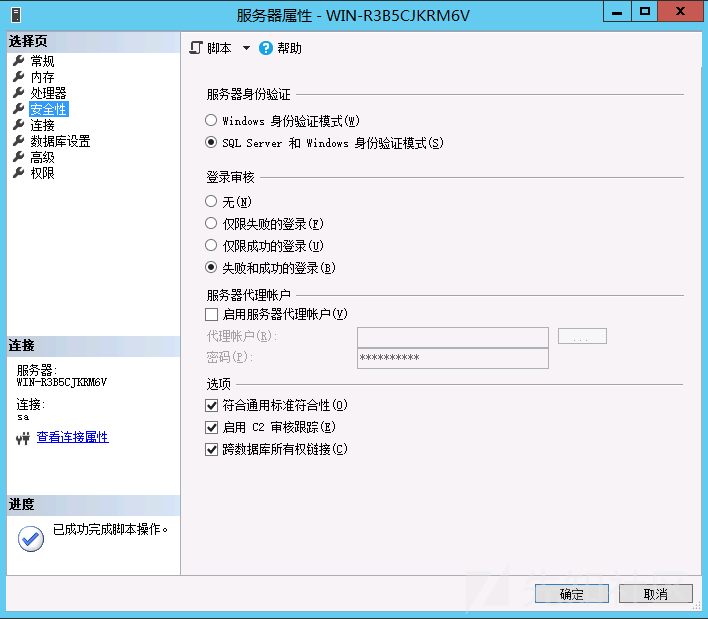 服务器属性 - WIN-R3B5CJKRM6V
选择页
常规
内存
处理器
安全性
连接
数据库设置
高级
权限
连接
服务器:
WIN-R3B5CJKRM6V
连接:
sa
查看连接属性
进度
已成功完成脚本操作。
脚本
帮助
服务器身份验证
Windows 身份验证模式(W)
SQL Server 和 Windows 身份验证模式(S)
登录审核
无(N)
仅限失败的登录(F)
仅限成功的登录(U)
失败和成功的登录(B)
服务器代理帐户
启用服务器代理帐户(V)
代理帐户(R):
...
密码(P):
**********
选项
符合通用标准符合性(O)
启用 C2 审核跟踪(E)
跨数据库所有权链接(C)
确定
取消